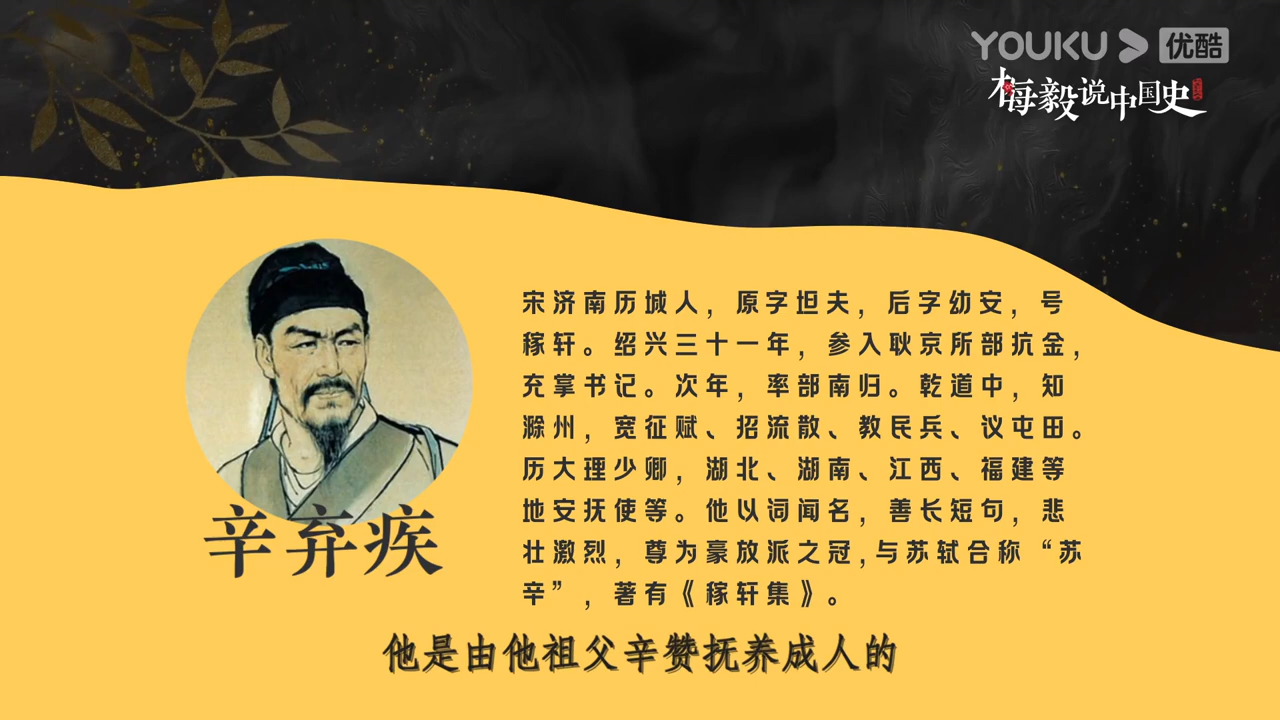 YOUKU 优酷
梅毅说中国史
宋济南历城人，原字坦夫，后字幼安，号
稼轩。绍兴三十一年，参入耿京所部抗金，
充掌书记。次年，率部南归。乾道中，知
滁州，宽征赋、招流散、教民兵、议屯田。
历大理少卿，湖北、湖南、江西、福建等
地安抚使等。他以词闻名，善长短句，悲
壮激烈，尊为豪放派之冠,与苏轼合称“苏
辛”，著有《稼轩集》。
辛弃疾
他是由他祖父辛赞抚养成人的